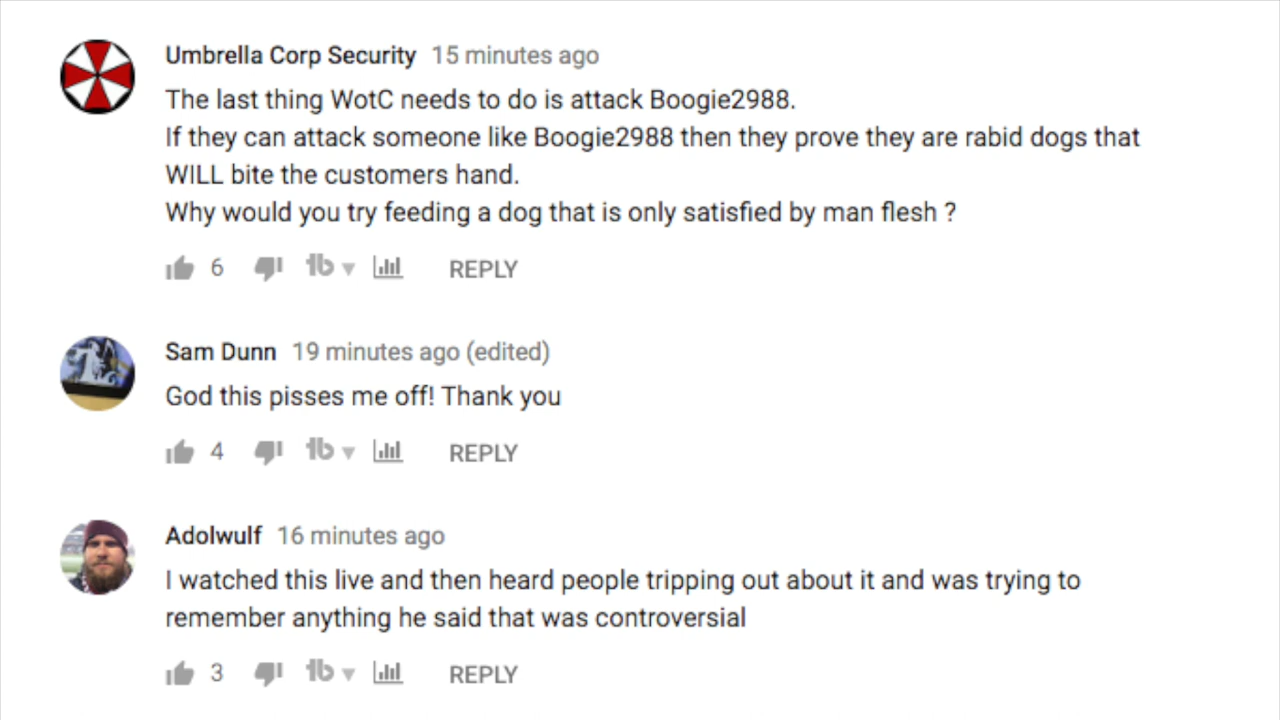 Umbrella Corp Security 15 minutes ago
The last thing WotC needs to do is attack Boogie2988.
If they can attack someone like Boogie2988 then they prove they are rabid dogs that
WILL bite the customers hand.
Why would you try feeding a dog that is only satisfied by man flesh ?
6 tb REPLY
Sam Dunn 19 minutes ago (edited)
God this pisses me off! Thank you
4 tb REPLY
Adolwulf 16 minutes ago
I watched this live and then heard people tripping out about it and was trying to
remember anything he said that was controversial
3 tb REPLY